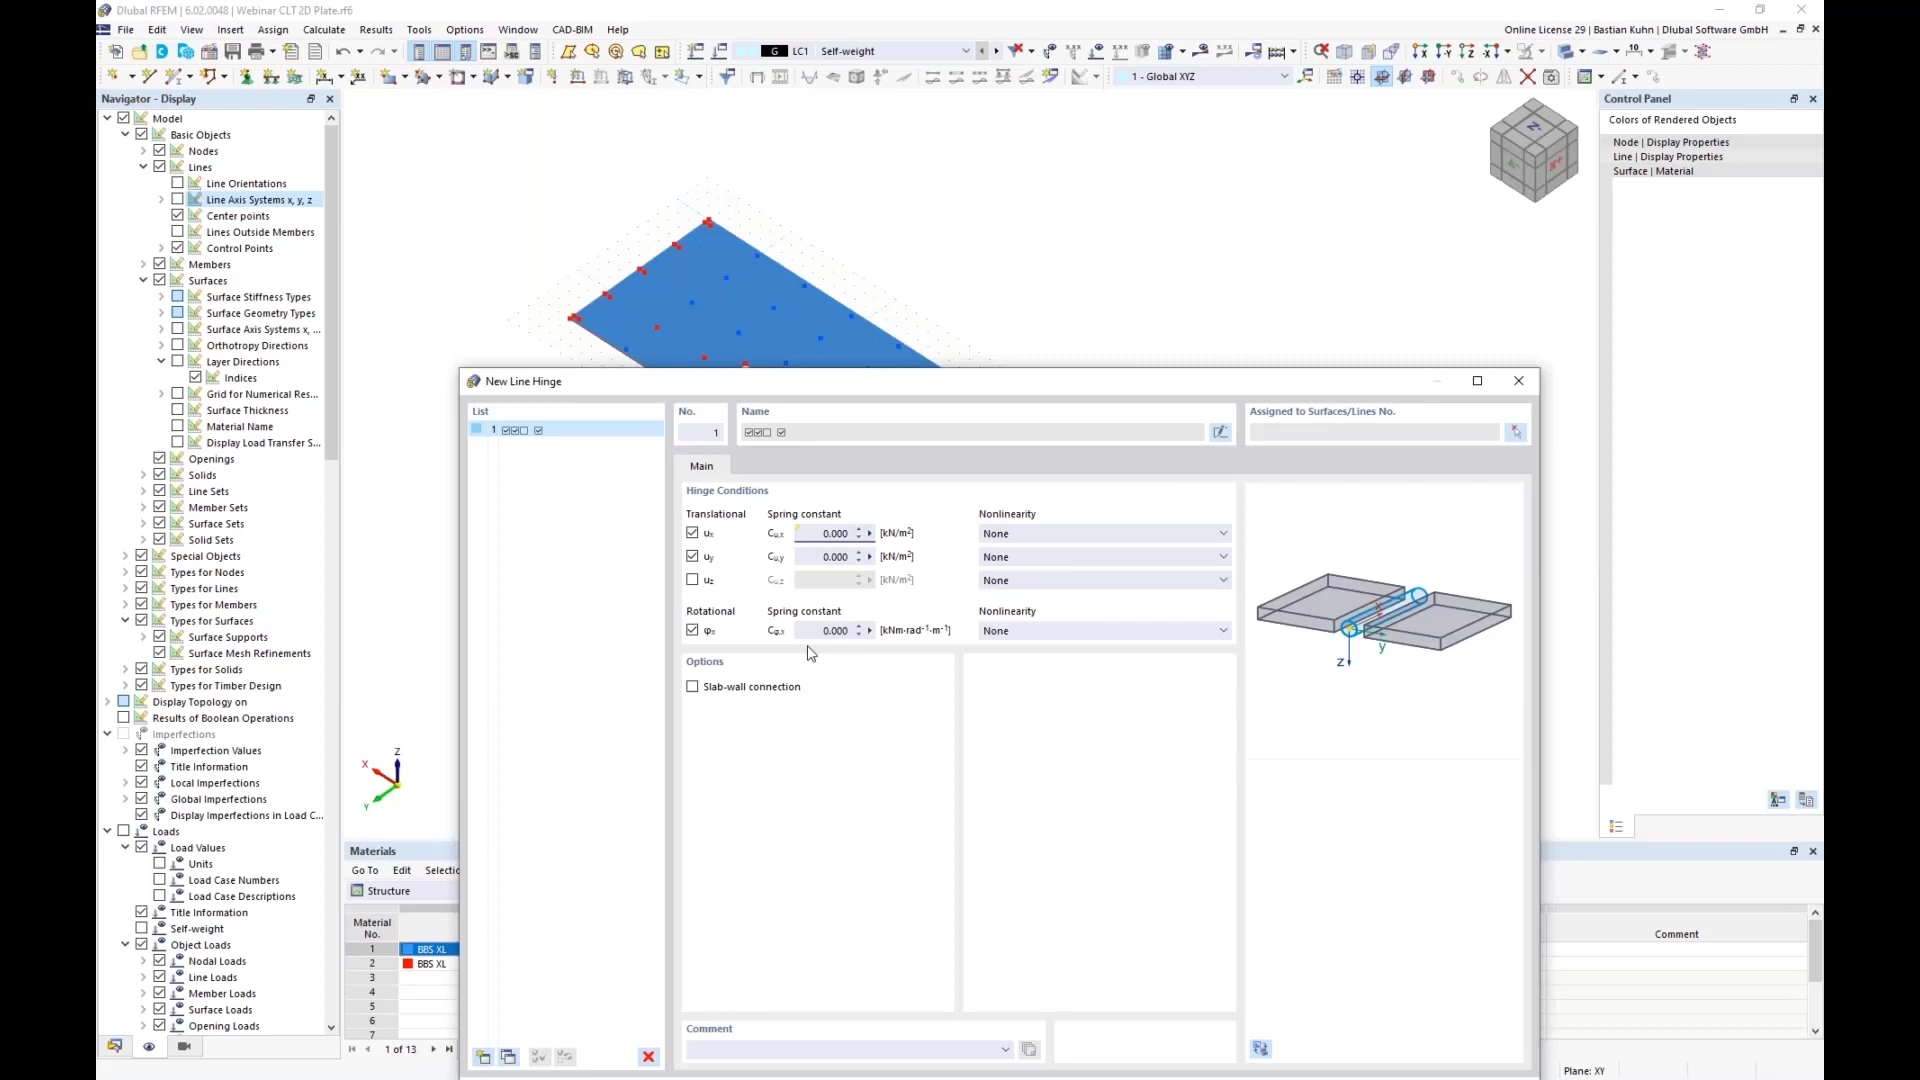 Dlubal RFEM | 6.02.0048 | Webinar CLT 2D Plate.rf6
File Edit View Insert Assign Calculate Results Tools Options Window CAD-BIM Help
Online License 29 | Bastian Kuhn | Dlubal Software GmbH
G LC1 Self-weight
1 - Global XYZ
Navigator - Display
Model
Basic Objects
Nodes
Lines
Line Orientations
Line Axis Systems x, y, z
Center points
Lines Outside Members
Control Points
Members
Surfaces
Surface Stiffness Types
Surface Geometry Types
Surface Axis Systems x, ...
Orthotropy Directions
Layer Directions
Indices
Grid for Numerical Res...
Surface Thickness
Material Name
Display Load Transfer S...
Openings
Solids
Line Sets
Member Sets
Surface Sets
Solid Sets
Special Objects
Types for Nodes
Types for Lines
Types for Members
Types for Surfaces
Surface Supports
Surface Mesh Refinements
Types for Solids
Types for Timber Design
Display Topology on
Results of Boolean Operations
Imperfections
Imperfection Values
Title Information
Local Imperfections
Global Imperfections
Display Imperfections in Load C...
Loads
Load Values
Units
Load Case Numbers
Load Case Descriptions
Title Information
Self-weight
Object Loads
Nodal Loads
Line Loads
Member Loads
Surface Loads
Opening Loads
Z
X
Y
Materials
Go To Edit Selectio
Structure
Material
No.
1 BBS XL
2 BBS XL
3
4
5
6
7
1 of 13
New Line Hinge
List
1
No.
1
Name
Assigned to Surfaces/Lines No.
Main
Hinge Conditions
Translational Spring constant Nonlinearity
ux Cu,x 0.000 [kN/m2] None
uy Cu,y 0.000 [kN/m2] None
uz Cu,z [kN/m2] None
Rotational Spring constant Nonlinearity
φx Cφ,x 0.000 [kNm·rad-1·m-1] None
Options
Slab-wall connection
Comment
y
z
Control Panel
Colors of Rendered Objects
Node | Display Properties
Line | Display Properties
Surface | Material
Comment
Plane: XY